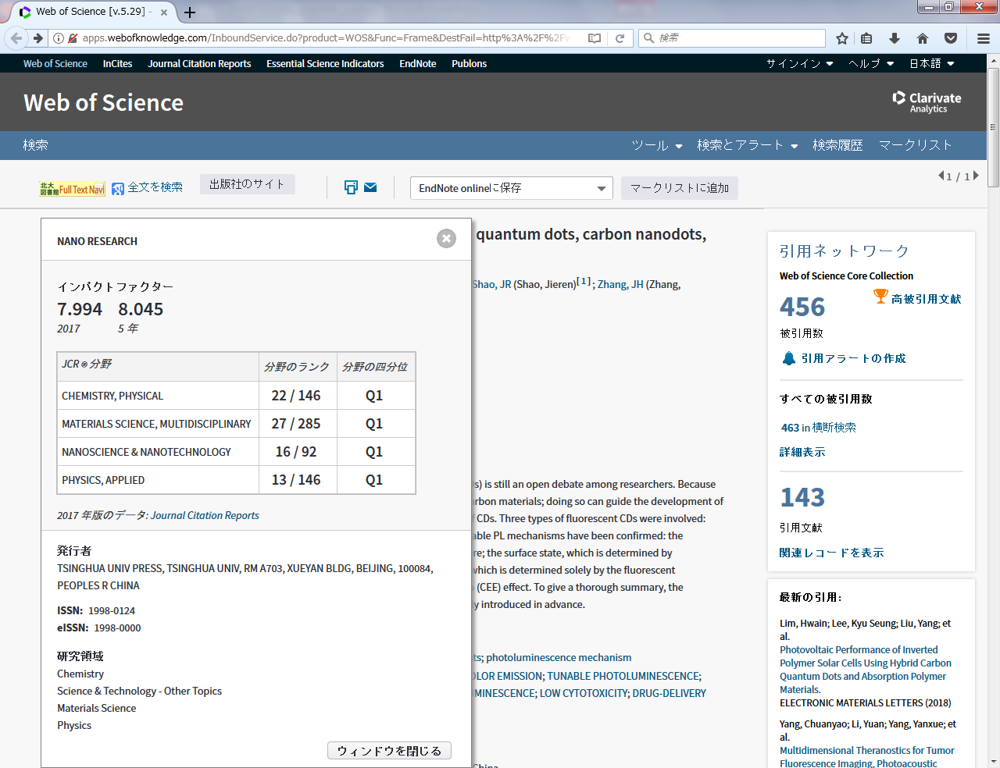 Web of Science [v.5.29] -
apps.webofknowledge.com/InboundService.do?product=WOS&Func=Frame&DestFail=http%3A%2F%2Fw
検索
Web of Science InCites Journal Citation Reports Essential Science Indicators EndNote Publons サインイン ヘルプ 日本語
Web of Science
Clarivate
Analytics
検索 ツール 検索とアラート 検索履歴 マークリスト
北大
図書館 Full Text Navi 全文を検索 出版社のサイト EndNote onlineに保存 マークリストに追加 1 / 1
NANO RESEARCH
インパクトファクター
7.994 8.045
2017 5 年
JCR ® 分野 分野のランク 分野の四分位
CHEMISTRY, PHYSICAL 22 / 146 Q1
MATERIALS SCIENCE, MULTIDISCIPLINARY 27 / 285 Q1
NANOSCIENCE & NANOTECHNOLOGY 16 / 92 Q1
PHYSICS, APPLIED 13 / 146 Q1
2017 年版のデータ: Journal Citation Reports
発行者
TSINGHUA UNIV PRESS, TSINGHUA UNIV, RM A703, XUEYAN BLDG, BEIJING, 100084,
PEOPLES R CHINA
ISSN: 1998-0124
eISSN: 1998-0000
研究領域
Chemistry
Science & Technology - Other Topics
Materials Science
Physics
ウィンドウを閉じる
quantum dots, carbon nanodots,
Shao, JR (Shao, Jieren)[1]; Zhang, JH (Zhang,
s) is still an open debate among researchers. Because
rbon materials; doing so can guide the development of
CDs. Three types of fluorescent CDs were involved:
able PL mechanisms have been confirmed: the
re; the surface state, which is determined by
which is determined solely by the fluorescent
(CEE) effect. To give a thorough summary, the
y introduced in advance.
ts; photoluminescence mechanism
OLOR EMISSION; TUNABLE PHOTOLUMINESCENCE;
MINESCENCE; LOW CYTOTOXICITY; DRUG-DELIVERY
China
引用ネットワーク
Web of Science Core Collection
456 高被引用文献
被引用数
引用アラートの作成
すべての被引用数
463 in 横断検索
詳細表示
143
引用文献
関連レコードを表示
最新の引用:
Lim, Hwain; Lee, Kyu Seung; Liu, Yang; et
al.
Photovoltaic Performance of Inverted
Polymer Solar Cells Using Hybrid Carbon
Quantum Dots and Absorption Polymer
Materials.
ELECTRONIC MATERIALS LETTERS (2018)
Yang, Chuanyao; Li, Yuan; Yang, Yanxue; et
al.
Multidimensional Theranostics for Tumor
Fluorescence Imaging, Photoacoustic